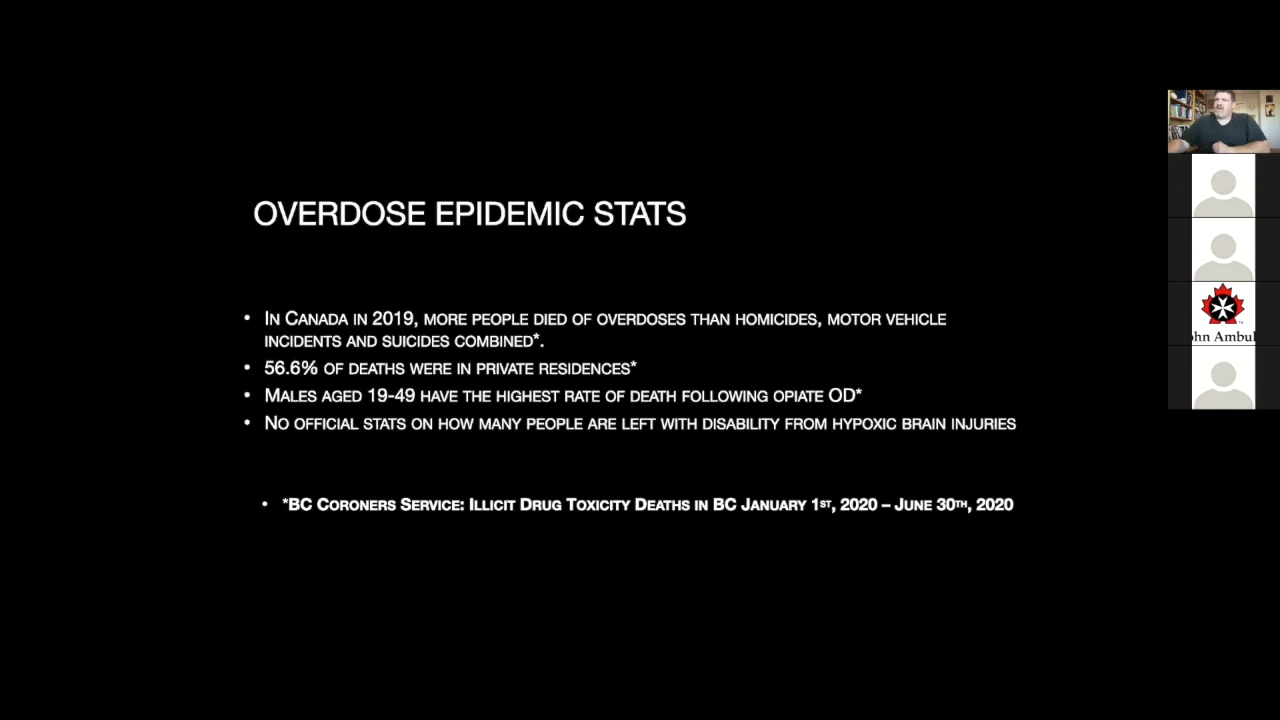 OVERDOSE EPIDEMIC STATS
• IN CANADA IN 2019, MORE PEOPLE DIED OF OVERDOSES THAN HOMICIDES, MOTOR VEHICLE
INCIDENTS AND SUICIDES COMBINED*.
• 56.6% OF DEATHS WERE IN PRIVATE RESIDENCES*
• MALES AGED 19-49 HAVE THE HIGHEST RATE OF DEATH FOLLOWING OPIATE OD*
• NO OFFICIAL STATS ON HOW MANY PEOPLE ARE LEFT WITH DISABILITY FROM HYPOXIC BRAIN INJURIES
• *BC CORONERS SERVICE: ILLICIT DRUG TOXICITY DEATHS IN BC JANUARY 1ST, 2020 – JUNE 30TH, 2020
hn Ambul